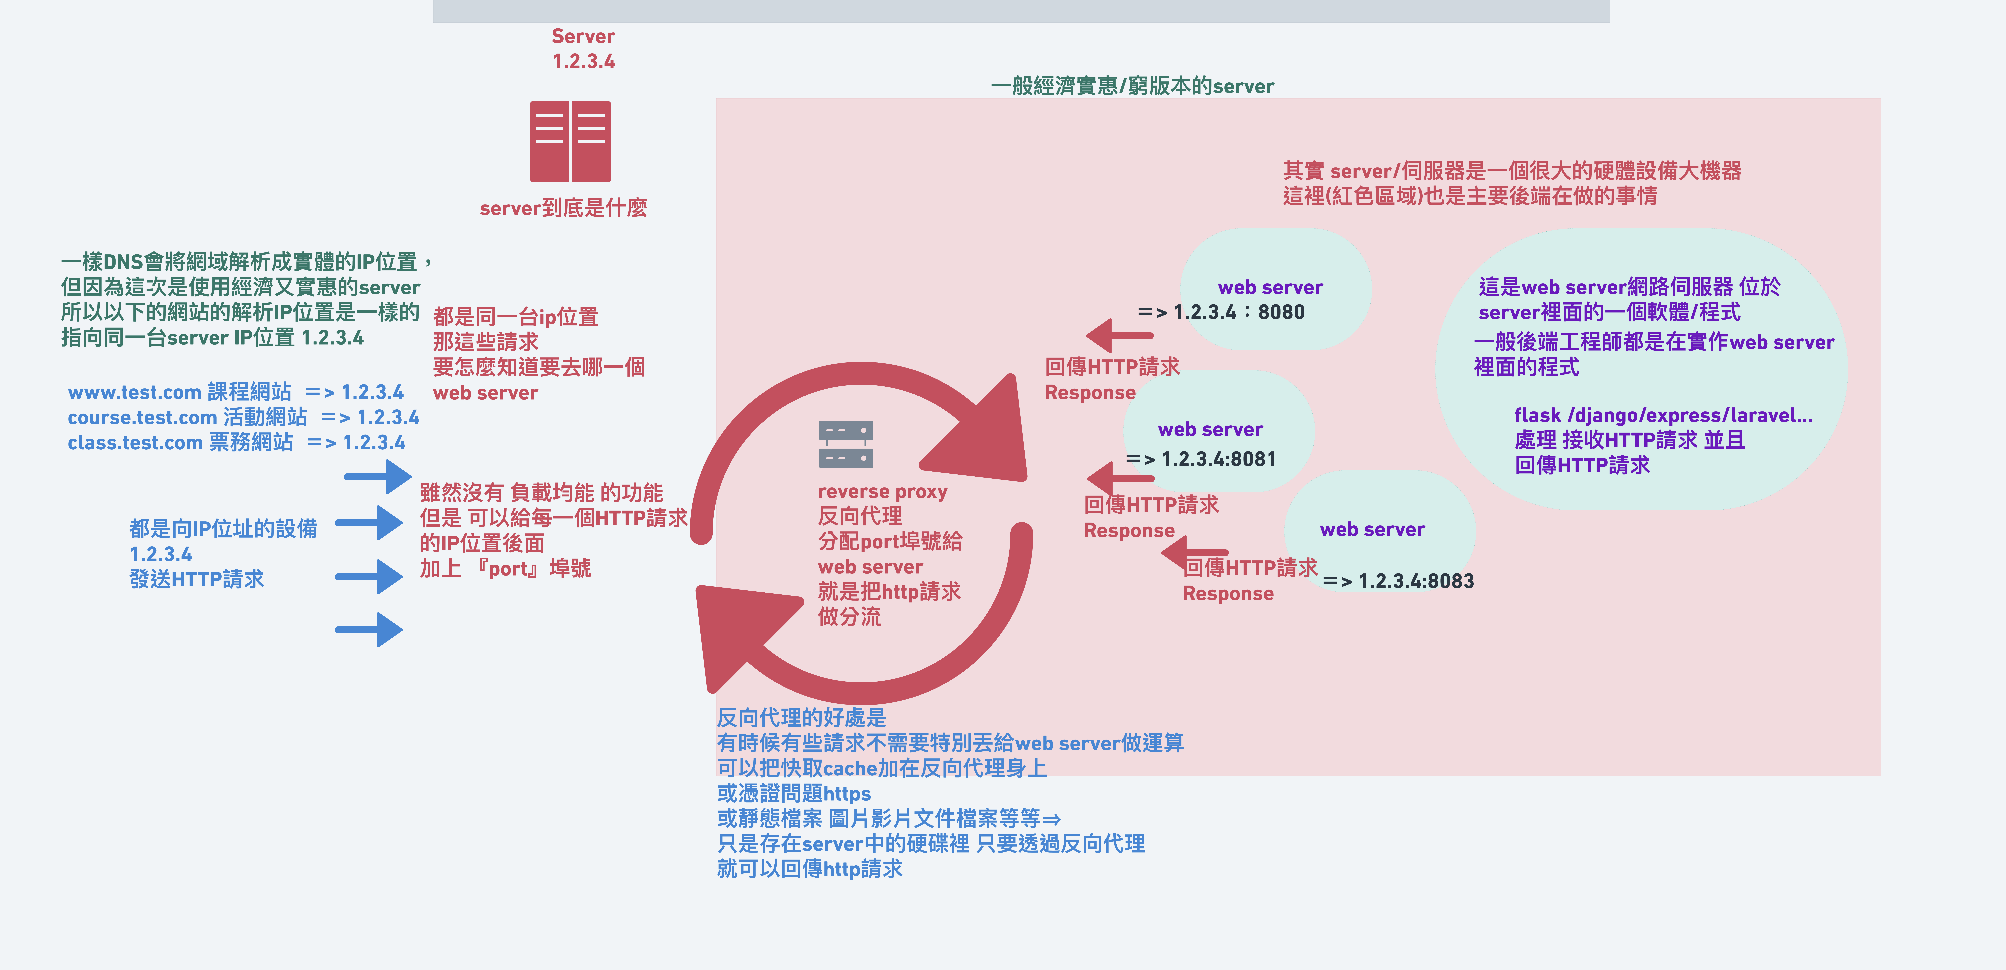 Server
1.2.3.4
server到底是什麼
一般經濟實惠/窮版本的server
其實 server/伺服器是一個很大的硬體設備大機器
這裡(紅色區域)也是主要後端在做的事情
一樣DNS會將網域解析成實體的IP位置，
但因為這次是使用經濟又實惠的server
所以以下的網站的解析IP位置是一樣的
指向同一台server IP位置 1.2.3.4
www.test.com 課程網站 => 1.2.3.4
course.test.com 活動網站 => 1.2.3.4
class.test.com 票務網站 => 1.2.3.4
都是同一台ip位置
那這些請求
要怎麼知道要去哪一個
web server
都是向IP位址的設備
1.2.3.4
發送HTTP請求
雖然沒有 負載均能 的功能
但是 可以給每一個HTTP請求
的IP位置後面
加上 『port』埠號
reverse proxy
反向代理
分配port埠號給
web server
就是把http請求
做分流
web server
=> 1.2.3.4：8080
回傳HTTP請求
Response
web server
=> 1.2.3.4:8081
回傳HTTP請求
Response
web server
=> 1.2.3.4:8083
回傳HTTP請求
Response
這是web server網路伺服器 位於
server裡面的一個軟體/程式
一般後端工程師都是在實作web server
裡面的程式
flask /django/express/laravel...
處理 接收HTTP請求 並且
回傳HTTP請求
反向代理的好處是
有時候有些請求不需要特別丟給web server做運算
可以把快取cache加在反向代理身上
或憑證問題https
或靜態檔案 圖片影片文件檔案等等⇒
只是存在server中的硬碟裡 只要透過反向代理
就可以回傳http請求